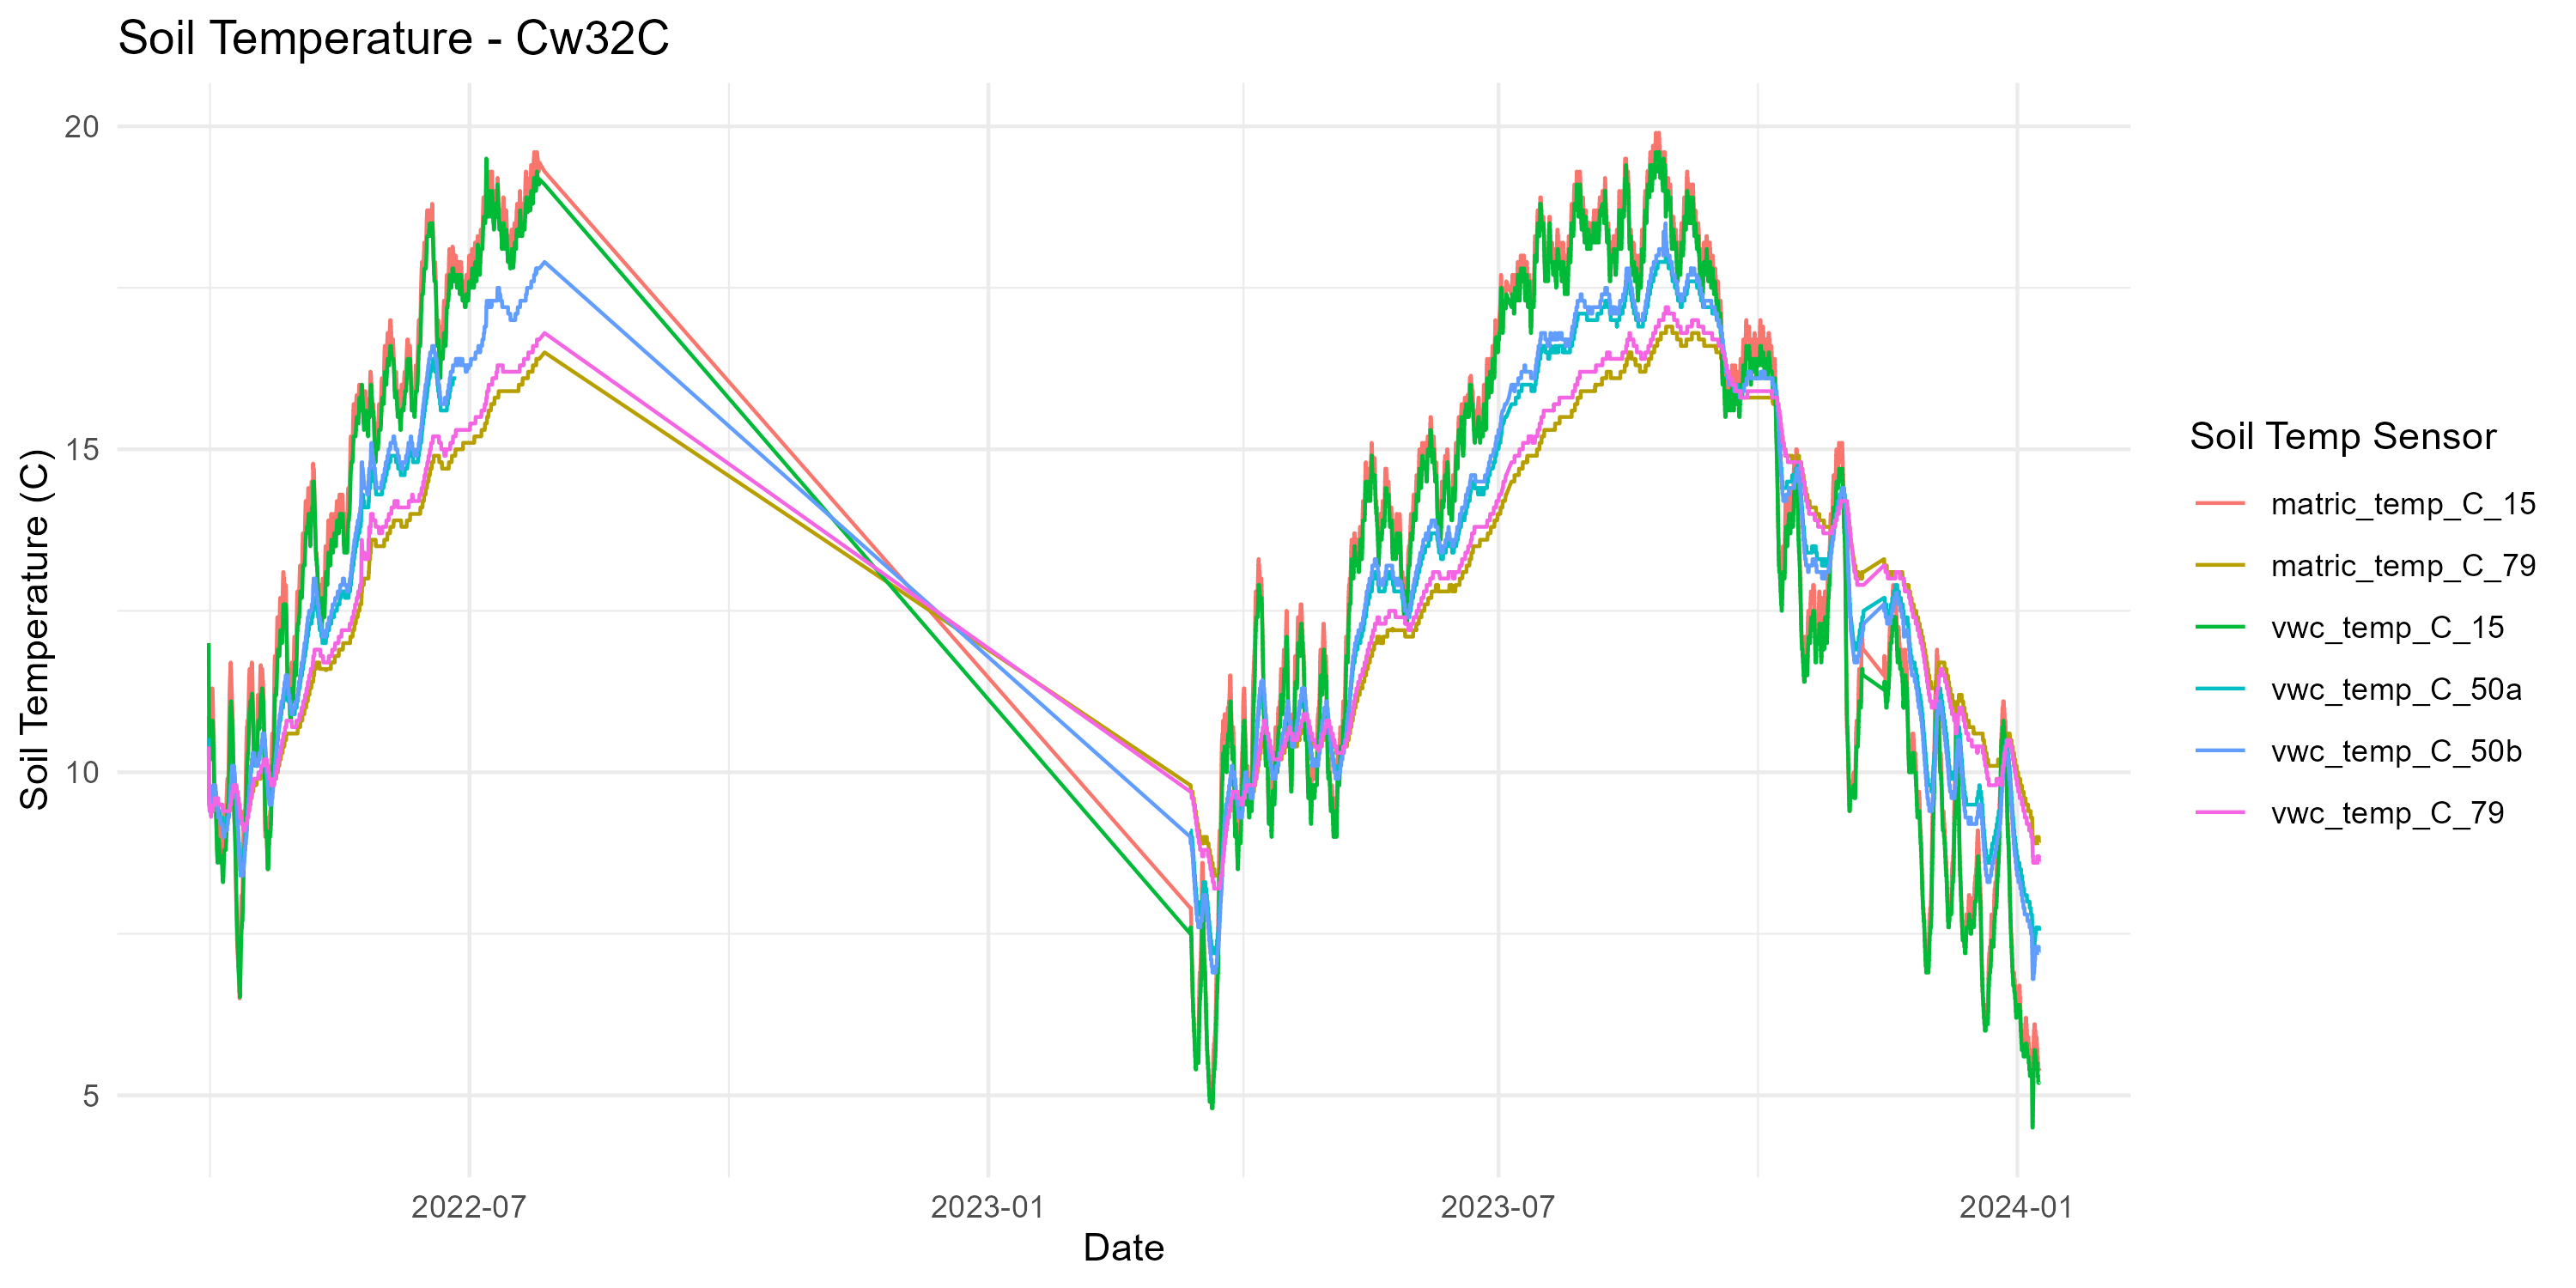 Soil Temperature - Cw32C
20
15
10
5
Soil Temperature (C)
2022-07
2023-01
2023-07
2024-01
Date
Soil Temp Sensor
matric_temp_C_15
matric_temp_C_79
vwc_temp_C_15
vwc_temp_C_50a
vwc_temp_C_50b
vwc_temp_C_79